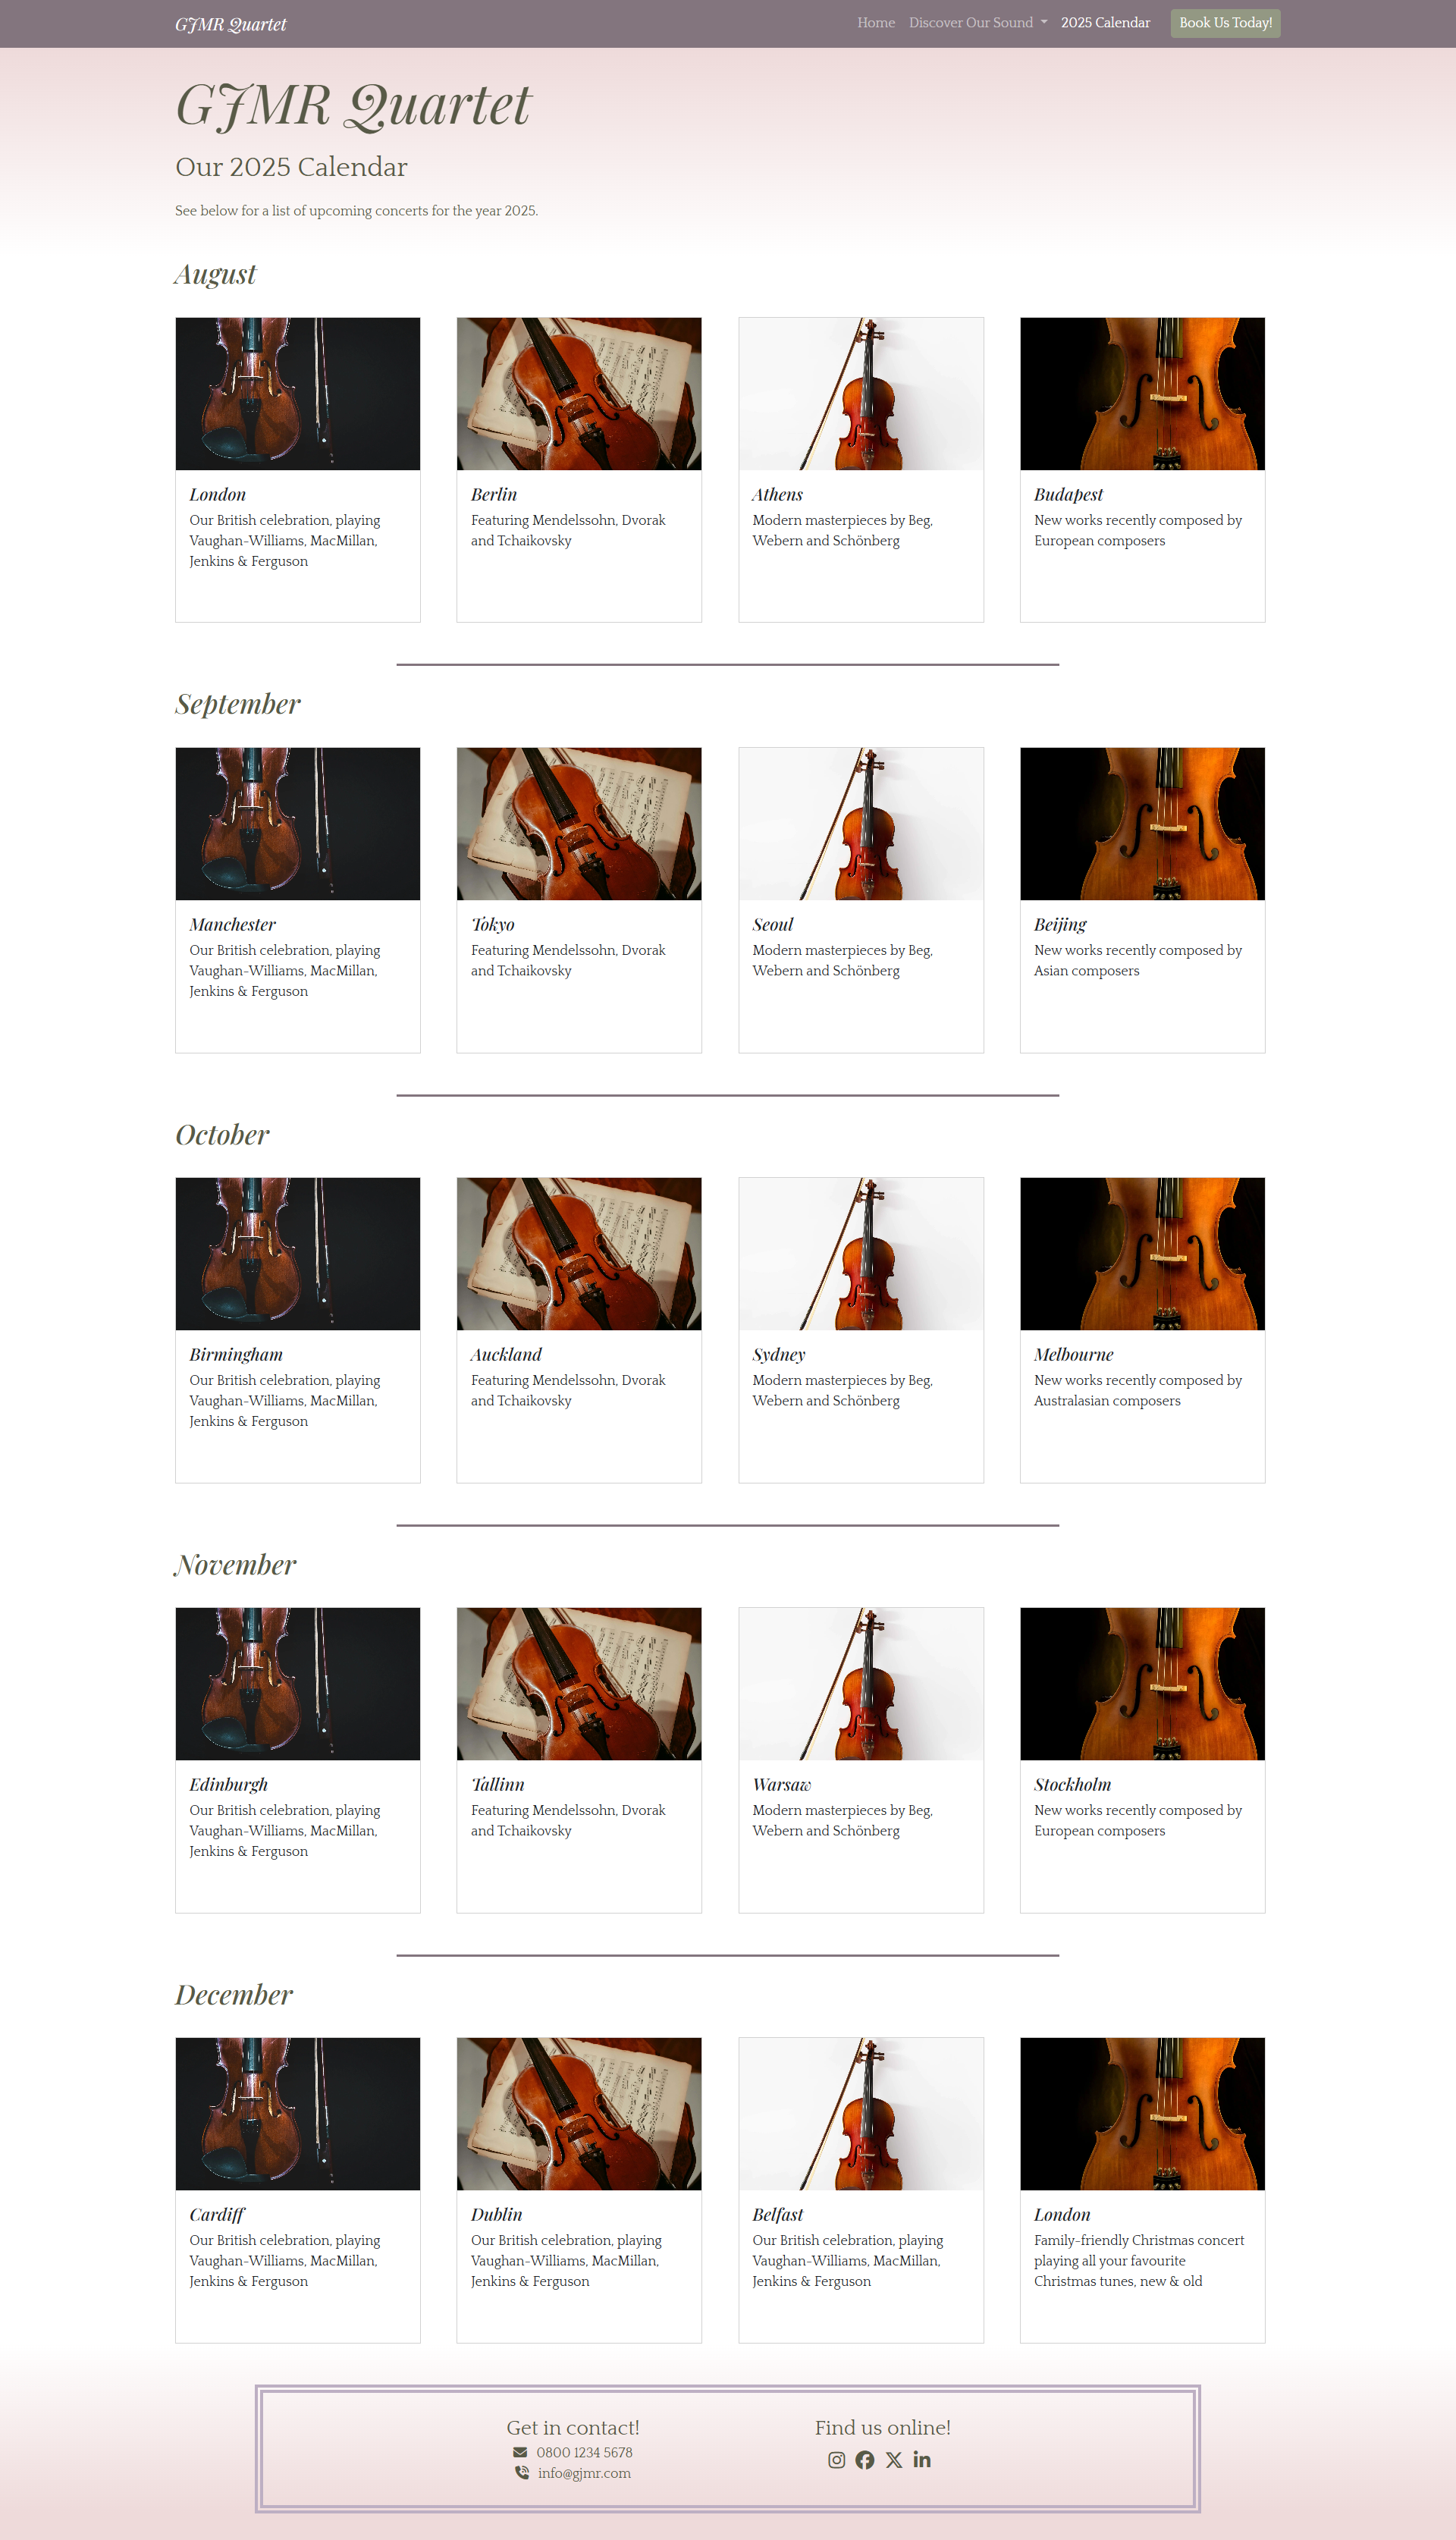 GJMR Quartet
Home Discover Our Sound 2025 Calendar Book Us Today!
GJMR Quartet
Our 2025 Calendar
See below for a list of upcoming concerts for the year 2025.
August
London
Our British celebration, playing
Vaughan-Williams, MacMillan,
Jenkins & Ferguson
Berlin
Featuring Mendelssohn, Dvorak
and Tchaikovsky
Athens
Modern masterpieces by Beg,
Webern and Schönberg
Budapest
New works recently composed by
European composers
September
Manchester
Our British celebration, playing
Vaughan-Williams, MacMillan,
Jenkins & Ferguson
Tokyo
Featuring Mendelssohn, Dvorak
and Tchaikovsky
Seoul
Modern masterpieces by Beg,
Webern and Schönberg
Beijing
New works recently composed by
Asian composers
October
Birmingham
Our British celebration, playing
Vaughan-Williams, MacMillan,
Jenkins & Ferguson
Auckland
Featuring Mendelssohn, Dvorak
and Tchaikovsky
Sydney
Modern masterpieces by Beg,
Webern and Schönberg
Melbourne
New works recently composed by
Australasian composers
November
Edinburgh
Our British celebration, playing
Vaughan-Williams, MacMillan,
Jenkins & Ferguson
Tallinn
Featuring Mendelssohn, Dvorak
and Tchaikovsky
Warsaw
Modern masterpieces by Beg,
Webern and Schönberg
Stockholm
New works recently composed by
European composers
December
Cardiff
Our British celebration, playing
Vaughan-Williams, MacMillan,
Jenkins & Ferguson
Dublin
Our British celebration, playing
Vaughan-Williams, MacMillan,
Jenkins & Ferguson
Belfast
Our British celebration, playing
Vaughan-Williams, MacMillan,
Jenkins & Ferguson
London
Family-friendly Christmas concert
playing all your favourite
Christmas tunes, new & old
Get in contact!
0800 1234 5678
info@gjmr.com
Find us online!